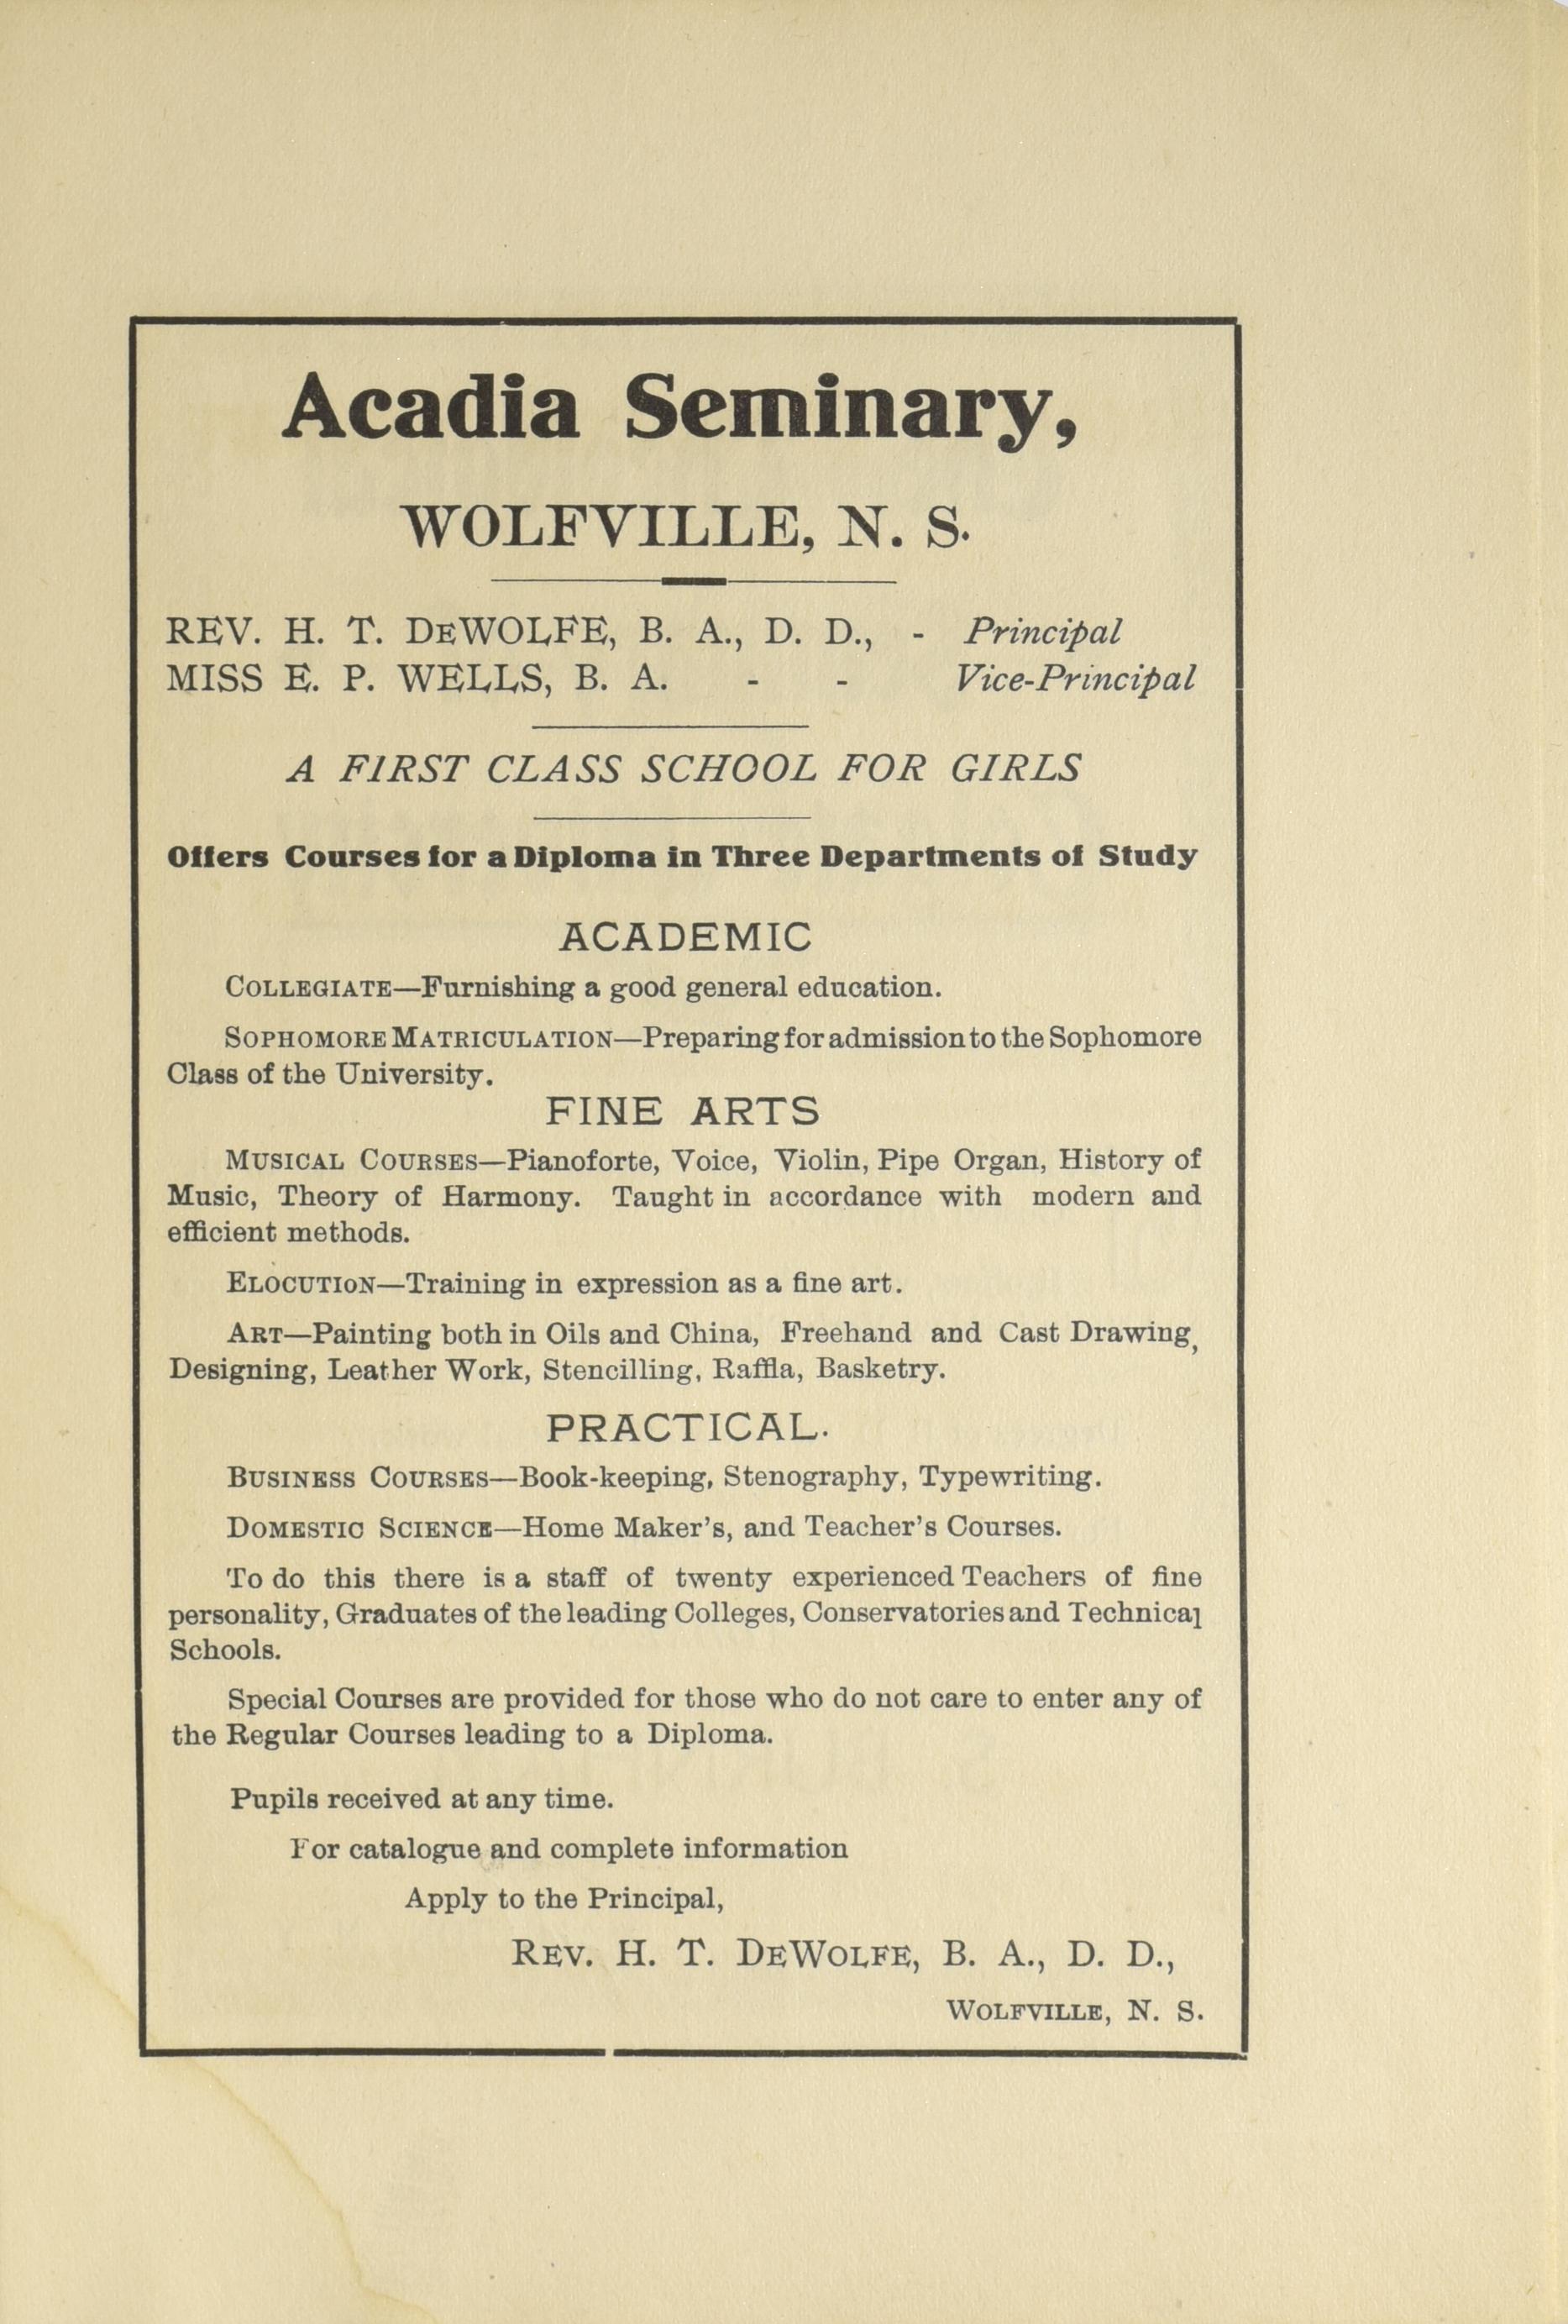 Acadia Seminary,
WOLFVILLE, N. S.
REV. H. T. DEWOLFE, B. A., D. D., - Principal
MISS E. P. WELLS, B. A. - - Vice-Principal
A FIRST CLASS SCHOOL FOR GIRLS
Offers Courses for a Diploma in Three Departments of Study
ACADEMIC
COLLEGIATE—Furnishing a good general education.
SOPHOMORE MATRICULATION—Preparing for admission to the Sophomore
Class of the University.
FINE ARTS
MUSICAL COURSES—Pianoforte, Voice, Violin, Pipe Organ, History of
Music, Theory of Harmony. Taught in accordance with modern and
efficient methods.
ELOCUTION—Training in expression as a fine art.
ART—Painting both in Oils and China, Freehand and Cast Drawing,
Designing, Leather Work, Stencilling, Raffla, Basketry.
PRACTICAL.
BUSINESS COURSES—Book-keeping, Stenography, Typewriting.
DOMESTIC SCIENCE—Home Maker's, and Teacher's Courses.
To do this there is a staff of twenty experienced Teachers of fine
personality, Graduates of the leading Colleges, Conservatories and Technical
Schools.
Special Courses are provided for those who do not care to enter any of
the Regular Courses leading to a Diploma.
Pupils received at any time.
For catalogue and complete information
Apply to the Principal,
REV. H. T. DEWOLFE, B. A., D. D.,
WOLFVILLE, N. S.